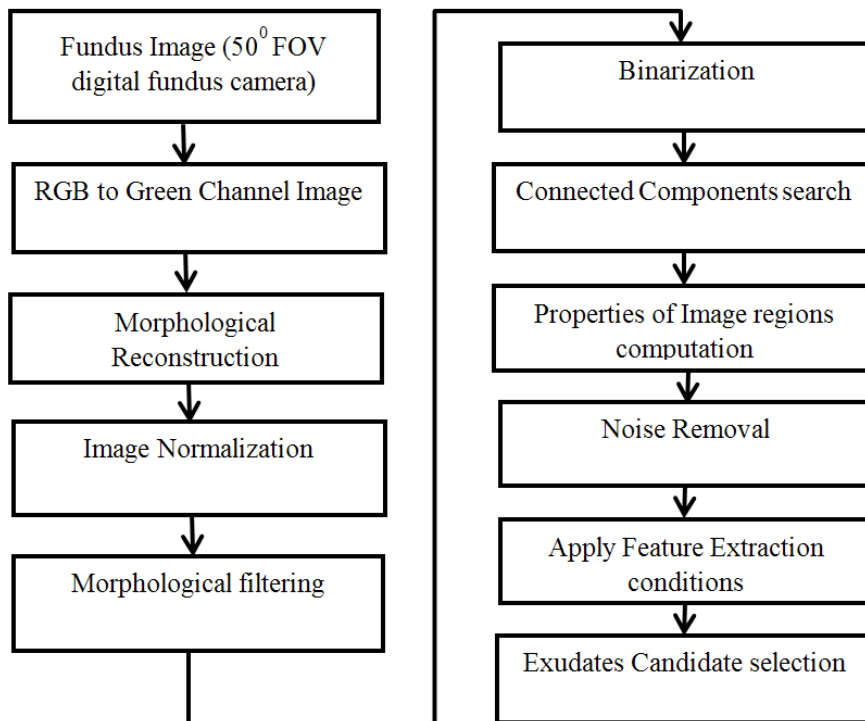 Fundus Image (50⁰ FOV
digital fundus camera)
RGB to Green Channel Image
Morphological
Reconstruction
Image Normalization
Morphological filtering
Binarization
Connected Components search
Properties of Image regions
computation
Noise Removal
Apply Feature Extraction
conditions
Exudates Candidate selection